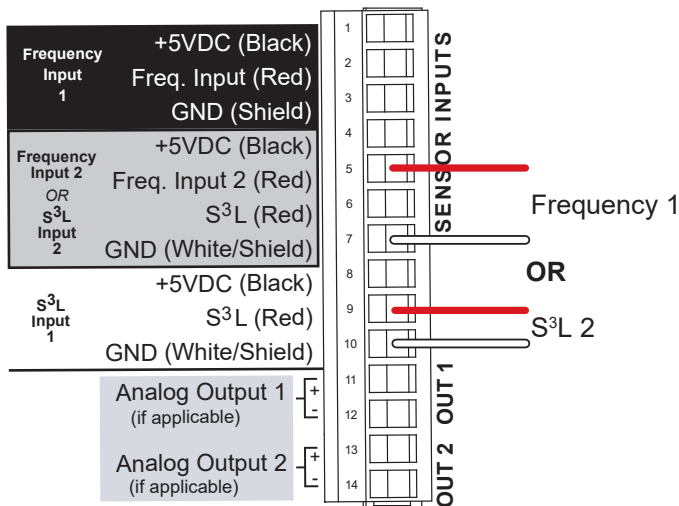 Frequency
Input
1
+5VDC (Black)
Freq. Input (Red)
GND (Shield)
Frequency
Input 2
OR
S³L
Input
2
+5VDC (Black)
Freq. Input 2 (Red)
S³L (Red)
GND (White/Shield)
S³L
Input
1
+5VDC (Black)
S³L (Red)
GND (White/Shield)
Analog Output 1
(if applicable)
+
-
Analog Output 2
(if applicable)
+
-
1
2
3
4
5
6
7
8
9
10
11
12
13
14
SENSOR INPUTS
OUT 1
OUT 2
Frequency 1
OR
S³L 2